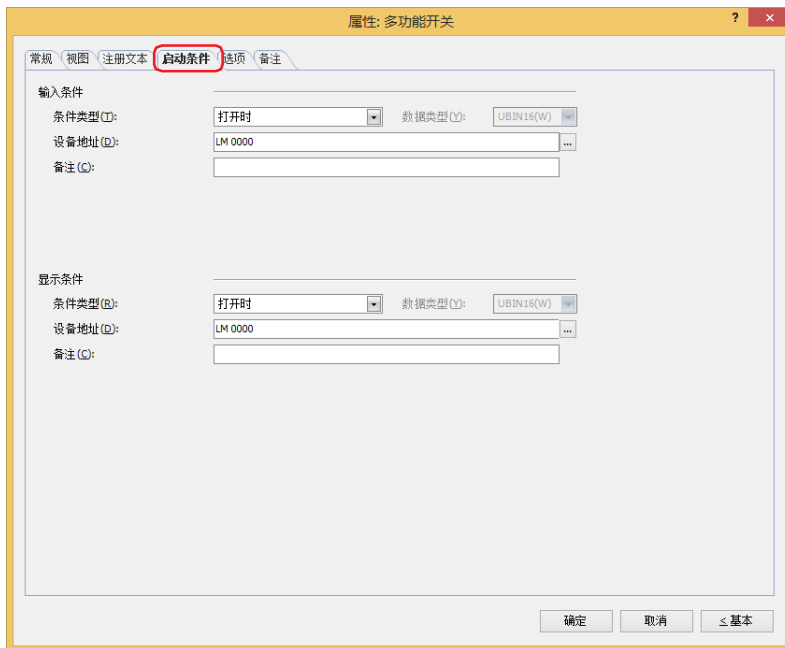 属性: 多功能开关 ? ×
常规 视图 注册文本 启动条件 选项 备注
输入条件
条件类型(T): 打开时 数据类型(Y): UBIN16(W)
设备地址(D): LM 0000 ...
备注(C):
显示条件
条件类型(R): 打开时 数据类型(Y): UBIN16(W)
设备地址(D): LM 0000 ...
备注(C):
确定 取消 <基本